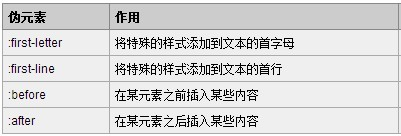 伪元素 作用
:first-letter 将特殊的样式添加到文本的首字母
:first-line 将特殊的样式添加到文本的首行
:before 在某元素之前插入某些内容
:after 在某元素之后插入某些内容